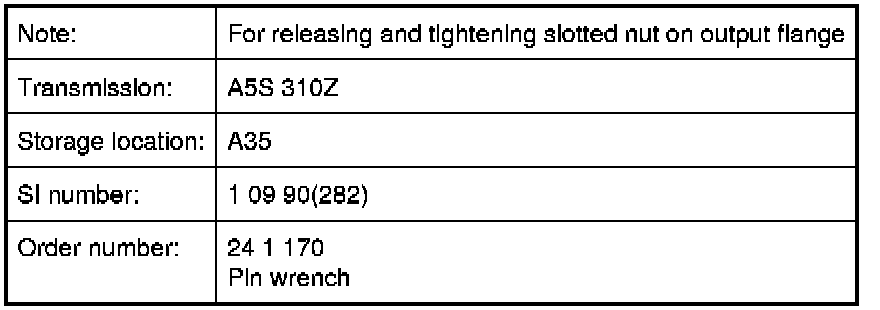 Note: For releasing and tightening slotted nut on output flange
Transmission: A5S 310Z
Storage location: A35
SI number: 1 09 90(282)
Order number: 24 1 170
Pin wrench